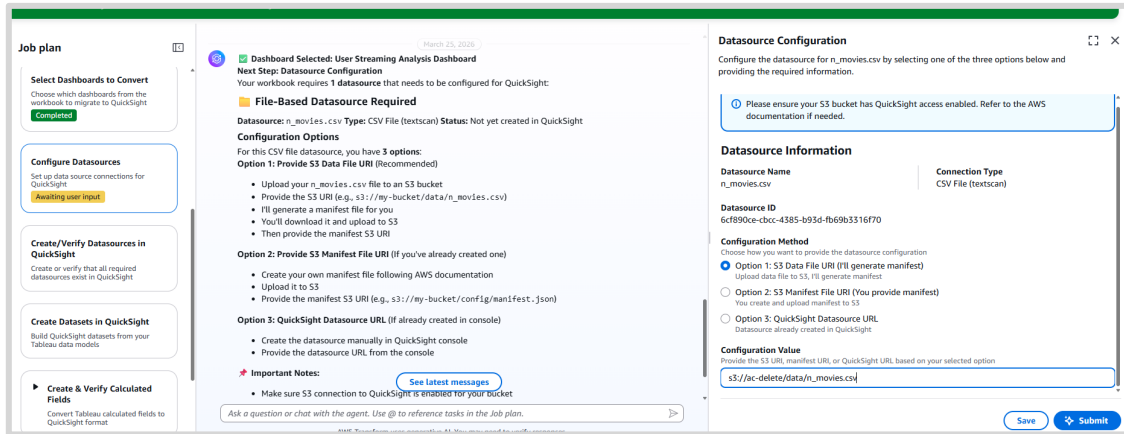 Job plan
Select Dashboards to Convert
Choose which dashboards from the
workbook to migrate to QuickSight
Completed
Configure Datasources
Set up data source connections for
QuickSight
Awaiting user input
Create/Verify Datasources in
QuickSight
Create or verify that all required
datasources exist in QuickSight
Create Datasets in QuickSight
Build QuickSight datasets from your
Tableau data models
Create & Verify Calculated
Fields
Convert Tableau calculated fields to
QuickSight format
March 25, 2026
Dashboard Selected: User Streaming Analysis Dashboard
Next Step: Datasource Configuration
Your workbook requires 1 datasource that needs to be configured for QuickSight:
File-Based Datasource Required
Datasource: n_movies.csv Type: CSV File (textscan) Status: Not yet created in QuickSight
Configuration Options
For this CSV file datasource, you have 3 options:
Option 1: Provide S3 Data File URI (Recommended)
• Upload your n_movies.csv file to an S3 bucket
• Provide the S3 URI (e.g., s3://my-bucket/data/n_movies.csv)
• I'll generate a manifest file for you
• You'll download it and upload to S3
• Then provide the manifest S3 URI
Option 2: Provide S3 Manifest File URI (If you've already created one)
• Create your own manifest file following AWS documentation
• Upload it to S3
• Provide the manifest S3 URI (e.g., s3://my-bucket/config/manifest.json)
Option 3: QuickSight Datasource URL (If already created in console)
• Create the datasource manually in QuickSight console
• Provide the datasource URL from the console
Important Notes:
See latest messages
• Make sure S3 connection to QuickSight is enabled for your bucket
Ask a question or chat with the agent. Use @ to reference tasks in the Job plan.
Datasource Configuration
Configure the datasource for n_movies.csv by selecting one of the three options below and
providing the required information.
Please ensure your S3 bucket has QuickSight access enabled. Refer to the AWS
documentation if needed.
Datasource Information
Datasource Name
n_movies.csv
Connection Type
CSV File (textscan)
Datasource ID
6cf890ce-cbcc-4385-b93d-fb69b3316f70
Configuration Method
Choose how you want to provide the datasource configuration
Option 1: S3 Data File URI (I'll generate manifest)
Upload data file to S3, I'll generate manifest
Option 2: S3 Manifest File URI (You provide manifest)
You create and upload manifest to S3
Option 3: QuickSight Datasource URL
Datasource already created in QuickSight
Configuration Value
Provide the S3 URI, manifest URI, or QuickSight URL based on your selected option
s3://ac-delete/data/n_movies.csv
Save
Submit